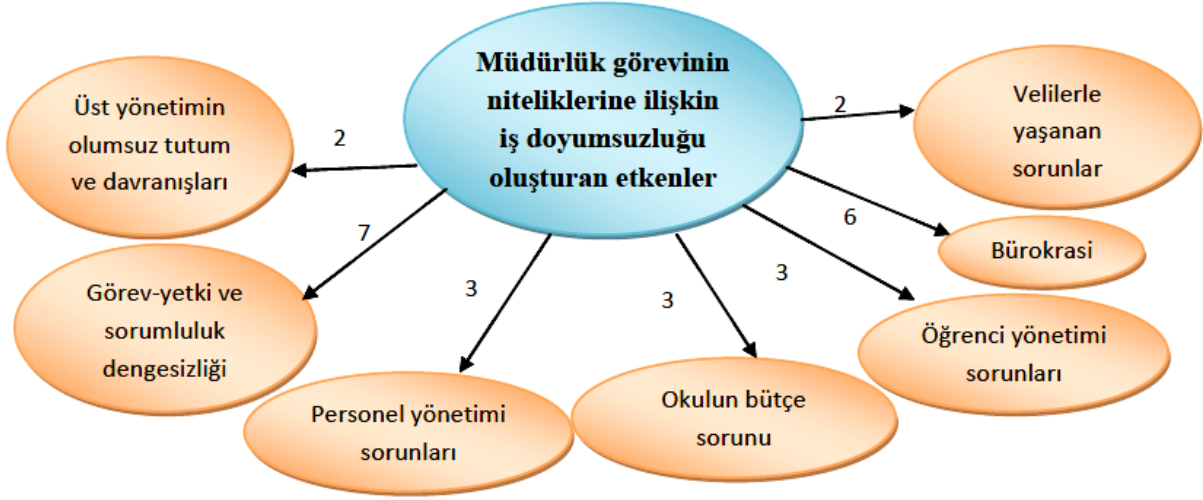 Müdürlük görevinin
niteliklerine ilişkin
iş doyumsuzluğu
oluşturan etkenler
2
Üst yönetimin
olumsuz tutum
ve davranışları
7
Görev-yetki ve
sorumluluk
dengesizliği
3
Personel yönetimi
sorunları
3
Okulun bütçe
sorunu
3
Öğrenci yönetimi
sorunları
6
Bürokrasi
2
Velilerle
yaşanan
sorunlar